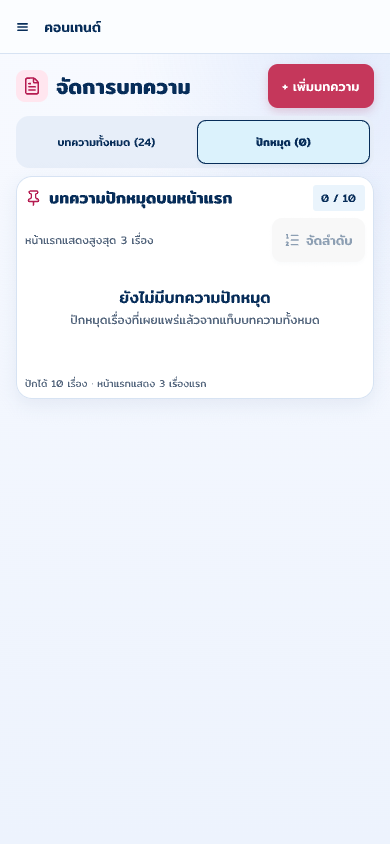 คอนเทนต์
จัดการบทความ
+ เพิ่มบทความ
บทความทั้งหมด (24)
ปักหมุด (0)
บทความปักหมุดบนหน้าแรก
0 / 10
หน้าแรกแสดงสูงสุด 3 เรื่อง
จัดลำดับ
ยังไม่มีบทความปักหมุด
ปักหมุดเรื่องที่เผยแพร่แล้วจากแท็บบทความทั้งหมด
ปักได้ 10 เรื่อง · หน้าแรกแสดง 3 เรื่องแรก